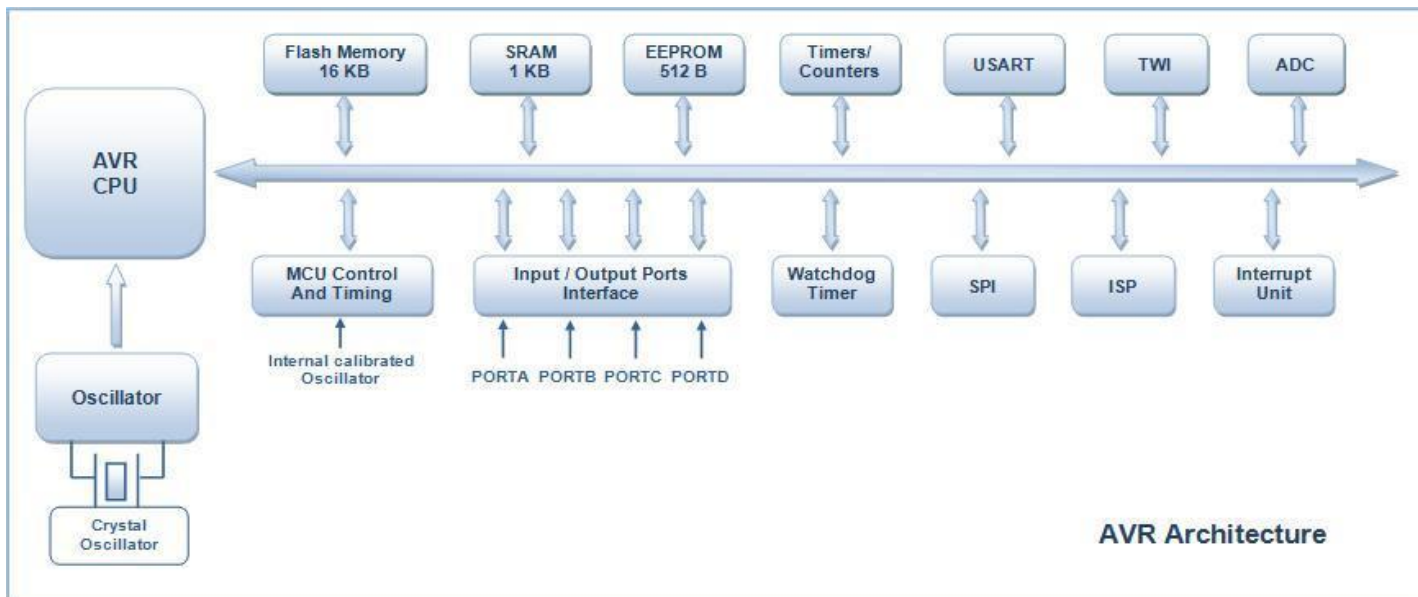 Flash Memory
16 KB
SRAM
1 KB
EEPROM
512 B
Timers/
Counters
USART
TWI
ADC
AVR
CPU
MCU Control
And Timing
Input / Output Ports
Interface
Watchdog
Timer
SPI
ISP
Interrupt
Unit
Internal calibrated
Oscillator
PORTA PORTB PORTC PORTD
Oscillator
Crystal
Oscillator
AVR Architecture